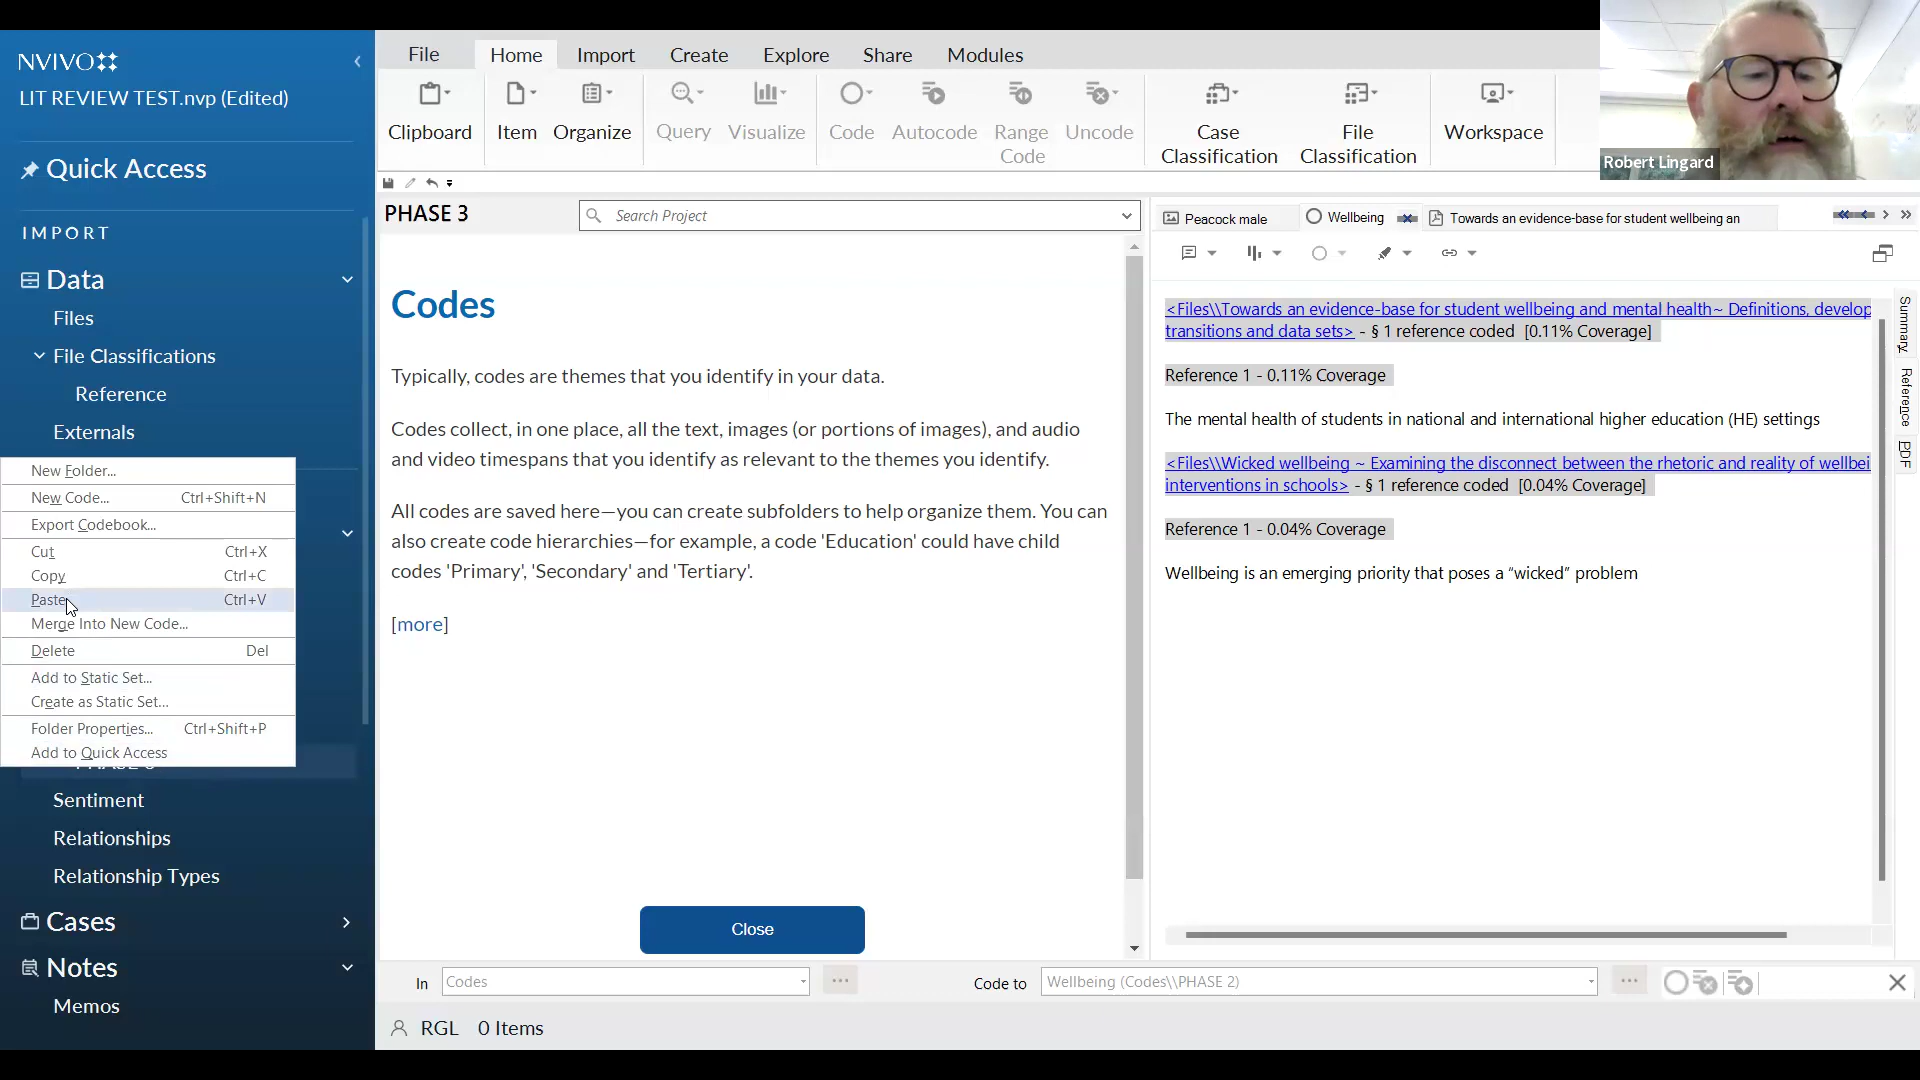 NVIVO
LIT REVIEW TEST.nvp (Edited)
Quick Access
IMPORT
Data
Files
File Classifications
Reference
Externals
New Folder...
New Code... Ctrl+Shift+N
Export Codebook...
Cut Ctrl+X
Copy Ctrl+C
Paste Ctrl+V
Merge Into New Code...
Delete Del
Add to Static Set...
Create as Static Set...
Folder Properties... Ctrl+Shift+P
Add to Quick Access
Sentiment
Relationships
Relationship Types
Cases
Notes
Memos
File Home Import Create Explore Share Modules
Clipboard Item Organize Query Visualize Code Autocode Range Code Uncode Case Classification File Classification Workspace
Robert Lingard
PHASE 3
Search Project
Codes
Typically, codes are themes that you identify in your data.
Codes collect, in one place, all the text, images (or portions of images), and audio
and video timespans that you identify as relevant to the themes you identify.
All codes are saved here—you can create subfolders to help organize them. You can
also create code hierarchies—for example, a code 'Education' could have child
codes 'Primary', 'Secondary' and 'Tertiary'.
[more]
Close
Peacock male Wellbeing Towards an evidence-base for student wellbeing an
<Files\\Towards an evidence-base for student wellbeing and mental health~ Definitions, develop
transitions and data sets> - § 1 reference coded [0.11% Coverage]
Reference 1 - 0.11% Coverage
The mental health of students in national and international higher education (HE) settings
<Files\\Wicked wellbeing ~ Examining the disconnect between the rhetoric and reality of wellbei
interventions in schools> - § 1 reference coded [0.04% Coverage]
Reference 1 - 0.04% Coverage
Wellbeing is an emerging priority that poses a “wicked” problem
Summary
Reference
PDF
In Codes ... Code to Wellbeing (Codes\\PHASE 2) ...
RGL 0 Items